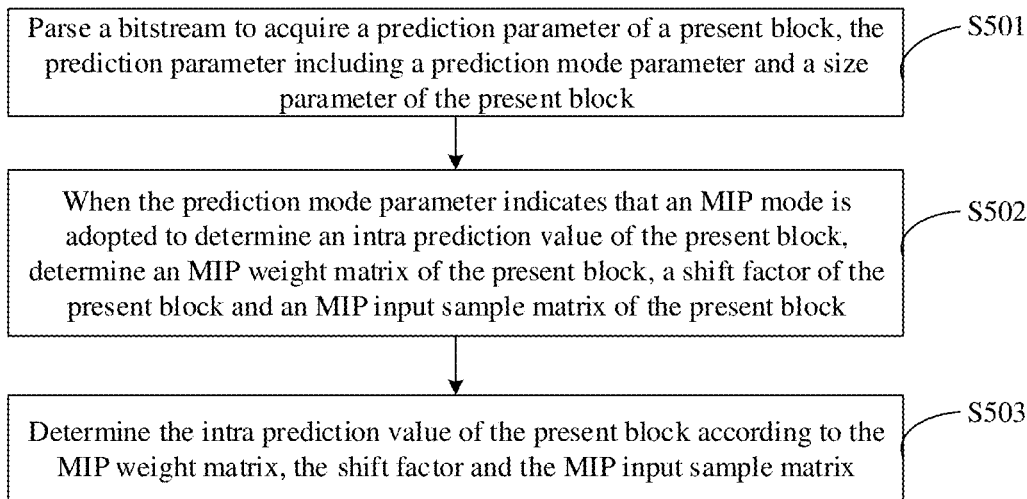 Parse a bitstream to acquire a prediction parameter of a present block, the
prediction parameter including a prediction mode parameter and a size
parameter of the present block
S501
When the prediction mode parameter indicates that an MIP mode is
adopted to determine an intra prediction value of the present block,
determine an MIP weight matrix of the present block, a shift factor of the
present block and an MIP input sample matrix of the present block
S502
Determine the intra prediction value of the present block according to the
MIP weight matrix, the shift factor and the MIP input sample matrix
S503